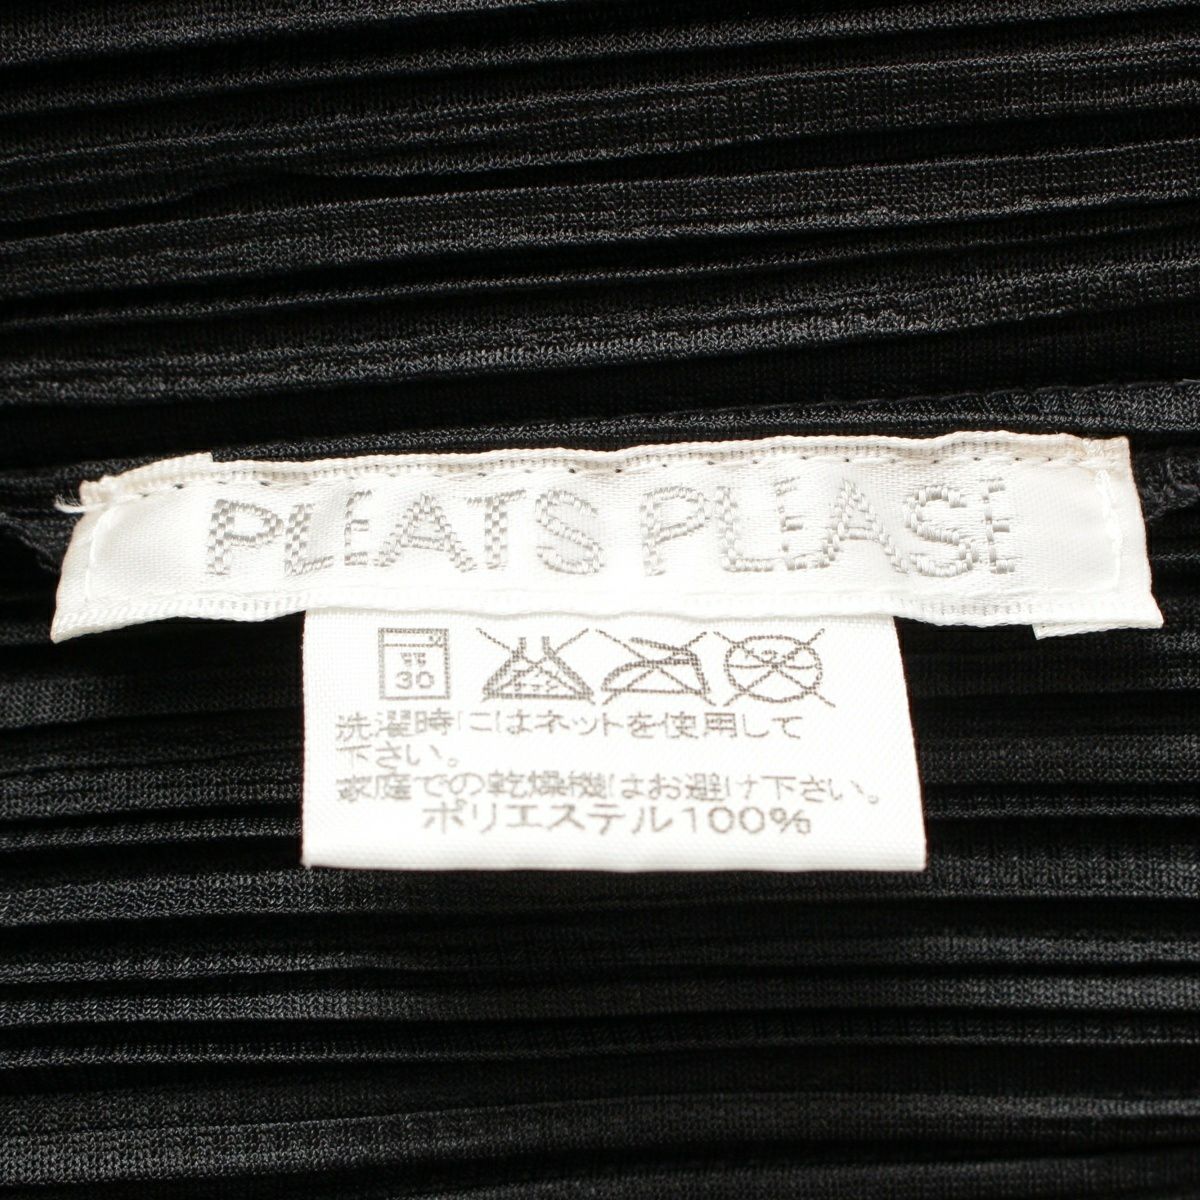 PLEATS PLEASE
弱
30
洗濯時にはネットを使用して
下さい。
家庭での乾燥機はお避け下さい。
ポリエステル100%